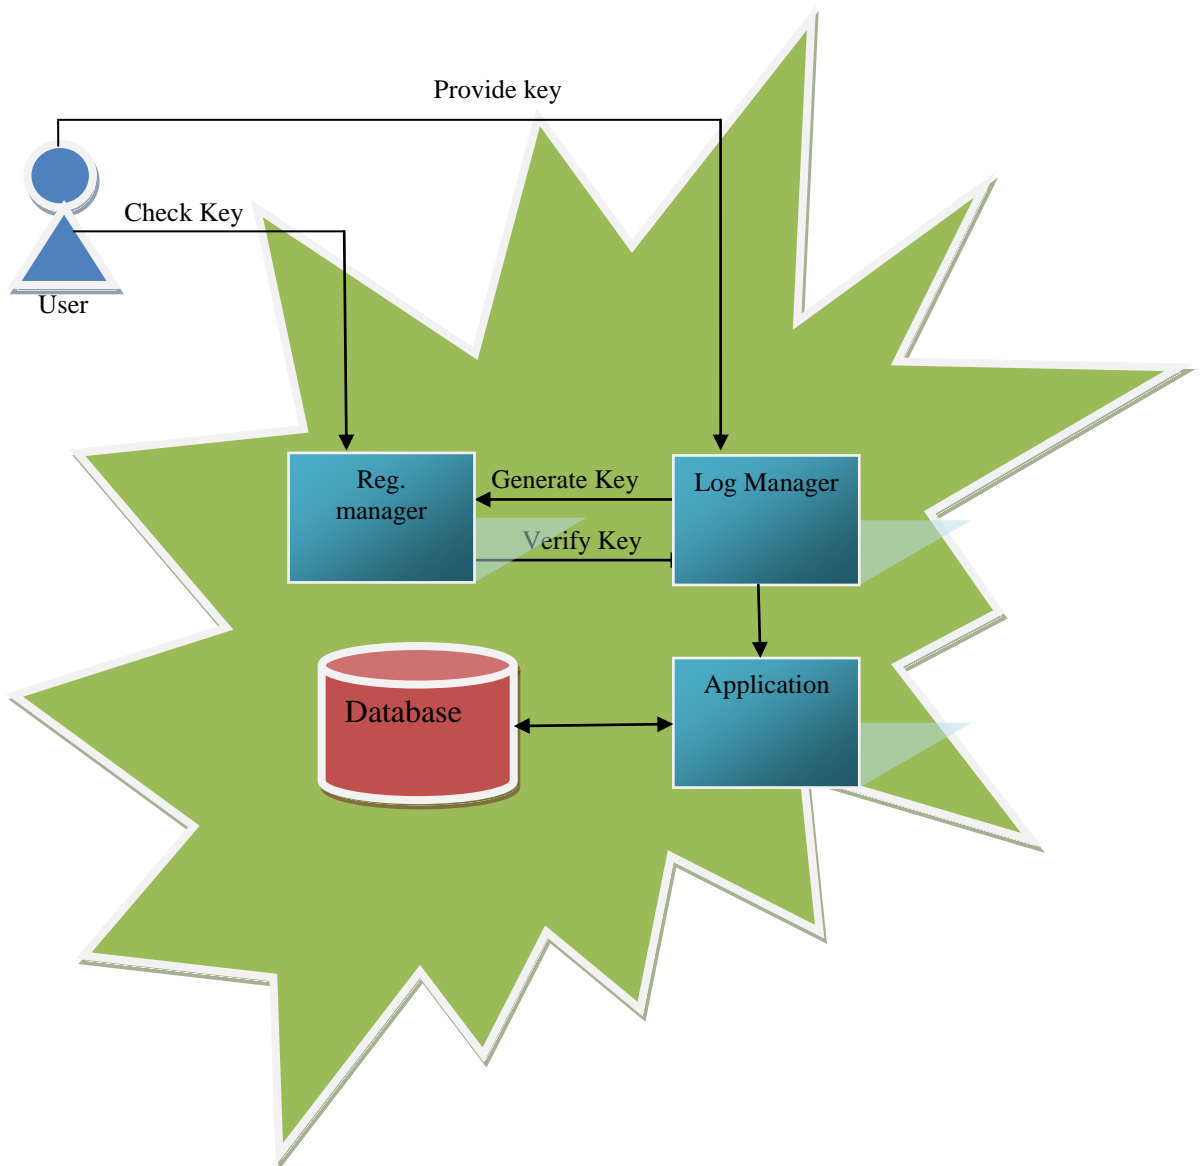 Provide key
Check Key
User
Reg.
manager
Generate Key
Log Manager
Verify Key
Application
Database